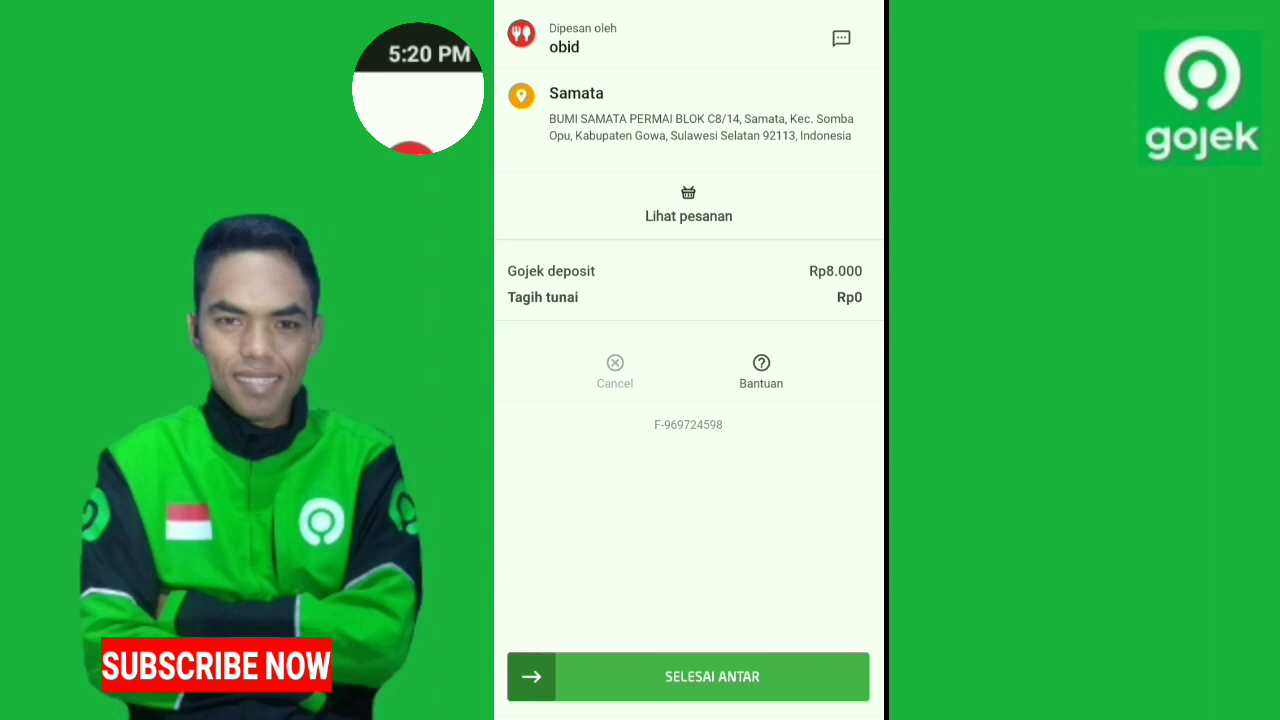 5:20 PM
Dipesan oleh
obid
Samata
BUMI SAMATA PERMAI BLOK C8/14, Samata, Kec. Somba
Opu, Kabupaten Gowa, Sulawesi Selatan 92113, Indonesia
Lihat pesanan
Gojek deposit Rp8.000
Tagih tunai Rp0
Cancel Bantuan
F-969724598
SELESAI ANTAR
gojek
SUBSCRIBE NOW